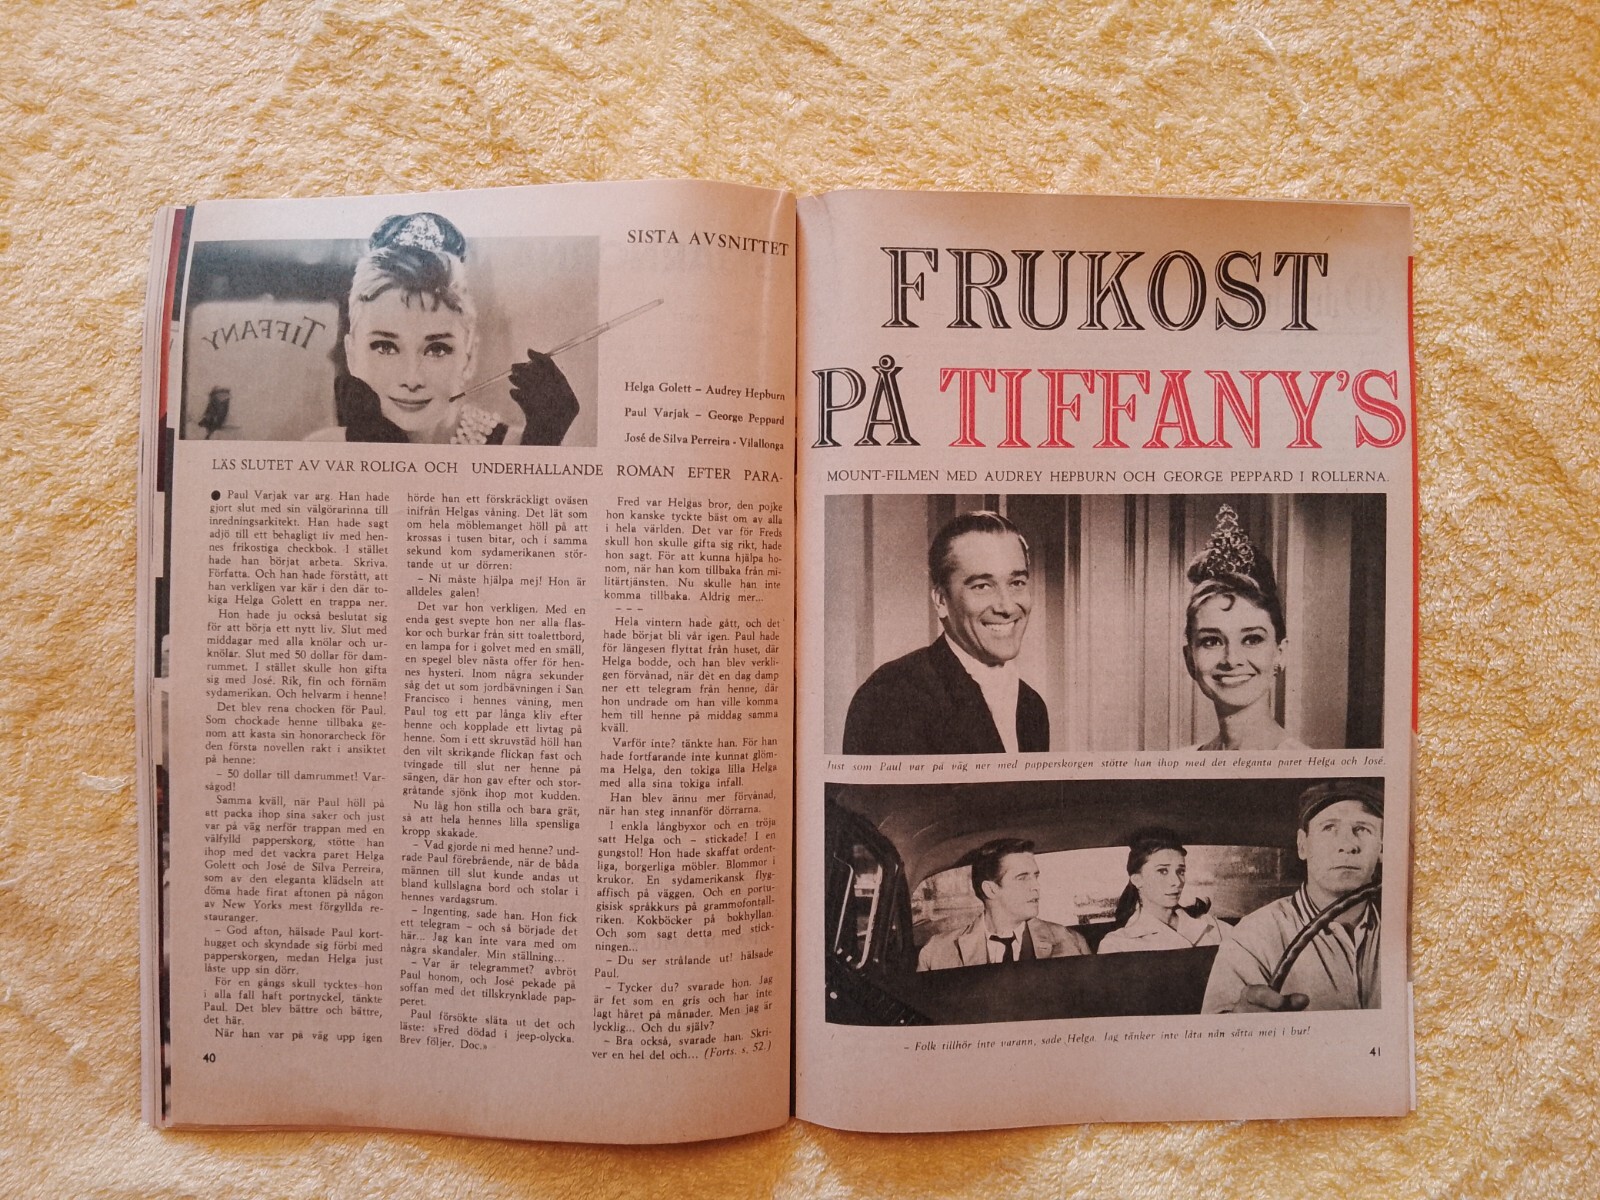 TIFFANY
SISTA AVSNITTET
Helga Golett – Audrey Hepburn
Paul Varjak – George Peppard
José de Silva Perreira - Vilallonga
LÄS SLUTET AV VAR ROLIGA OCH UNDERHÅLLANDE ROMAN EFTER PARA-
● Paul Varjak var arg. Han hade
gjort slut med sin välgörarinna till
inredningsarkitekt. Han hade sagt
adjö till ett behagligt liv med hen-
nes frikostiga checkbok. I stället
hade han börjat arbeta. Skriva.
Författa. Och han hade förstått, att
han verkligen var kär i den där to-
kiga Helga Golett en trappa ner.
Hon hade ju också beslutat sig
för att börja ett nytt liv. Slut med
middagar med alla knölar och ur-
knölar. Slut med 50 dollar för dam-
rummet. I stället skulle hon gifta
sig med José. Rik, fin och förnäm
sydamerikan. Och helvarm i henne!
Det blev rena chocken för Paul.
Som chockade henne tillbaka ge-
nom att kasta sin honorarcheck för
den första novellen rakt i ansiktet
på henne:
– 50 dollar till damrummet! Var-
sågod!
Samma kväll, när Paul höll på
att packa ihop sina saker och just
var på väg nerför trappan med en
välfylld papperskorg, stötte han
ihop med det vackra paret Helga
Golett och José de Silva Perreira,
som av den eleganta klädseln att
döma hade firat aftonen på någon
av New Yorks mest förgyllda re-
stauranger.
– God afton, hälsade Paul kort-
hugget och skyndade sig förbi med
papperskorgen, medan Helga just
låste upp sin dörr.
För en gångs skull tycktes hon
i alla fall haft portnyckel, tänkte
Paul. Det blev bättre och bättre,
det här.
När han var på väg upp igen
hörde han ett förskräckligt oväsen
inifrån Helgas våning. Det lät som
om hela möblemanget höll på att
krossas i tusen bitar, och i samma
sekund kom sydamerikanen stör-
tande ut ur dörren:
– Ni måste hjälpa mej! Hon är
alldeles galen!
Det var hon verkligen. Med en
enda gest svepte hon ner alla flas-
kor och burkar från sitt toalettbord,
en lampa for i golvet med en smäll,
en spegel blev nästa offer för hen-
nes hysteri. Inom några sekunder
såg det ut som jordbävningen i San
Francisco i hennes våning, men
Paul tog ett par långa kliv efter
henne och kopplade ett livtag på
henne. Som i ett skruvstäd höll han
den vilt skrikande flickan fast och
tvingade till slut ner henne på
sängen, där hon gav efter och stor-
gråtande sjönk ihop mot kudden.
Nu låg hon stilla och bara grät,
så att hela hennes lilla spensliga
kropp skakade.
– Vad gjorde ni med henne? und-
rade Paul förebrående, när de båda
männen till slut kunde andas ut
bland kullslagna bord och stolar i
hennes vardagsrum.
– Ingenting, sade han. Hon fick
ett telegram – och så började det
här... Jag kan inte vara med om
några skandaler. Min ställning...
– Var är telegrammet? avbröt
Paul honom, och José pekade på
soffan med det tillskrynklade pap-
peret.
Paul försökte släta ut det och
läste: »Fred dödad i jeep-olycka.
Brev följer. Doc.»
Fred var Helgas bror, den pojke
hon kanske tyckte bäst om av alla
i hela världen. Det var för Freds
skull hon skulle gifta sig rikt, hade
hon sagt. För att kunna hjälpa ho-
nom, när han kom tillbaka från mi-
litärtjänsten. Nu skulle han inte
komma tillbaka. Aldrig mer...
– – –
Hela vintern hade gått, och det
hade börjat bli vår igen. Paul hade
för längesen flyttat från huset, där
Helga bodde, och han blev verkli-
gen förvånad, när det en dag damp
ner ett telegram från henne, där
hon undrade om han ville komma
hem till henne på middag samma
kväll.
Varför inte? tänkte han. För han
hade fortfarande inte kunnat glöm-
ma Helga, den tokiga lilla Helga
med alla sina tokiga infall.
Han blev ännu mer förvånad,
när han steg innanför dörrarna.
I enkla långbyxor och en tröja
satt Helga och – stickade! I en
gungstol! Hon hade skaffat ordent-
liga, borgerliga möbler. Blommor i
krukor. En sydamerikansk flyg-
affisch på väggen. Och en portu-
gisisk språkkurs på grammofontall-
riken. Kokböcker på bokhyllan.
Och som sagt detta med stick-
ningen...
– Du ser strålande ut! hälsade
Paul.
– Tycker du? svarade hon. Jag
är fet som en gris och har inte
lagt håret på månader. Men jag är
lycklig... Och du själv?
– Bra också, svarade han. Skri-
ver en hel del och... (Forts. s. 52.)
40
FRUKOST
PÅ TIFFANY'S
MOUNT-FILMEN MED AUDREY HEPBURN OCH GEORGE PEPPARD I ROLLERNA.
Just som Paul var på väg ner med papperskorgen stötte han ihop med det eleganta paret Helga och José.
– Folk tillhör inte varann, sade Helga. Jag tänker inte låta nån sätta mej i bur!
41